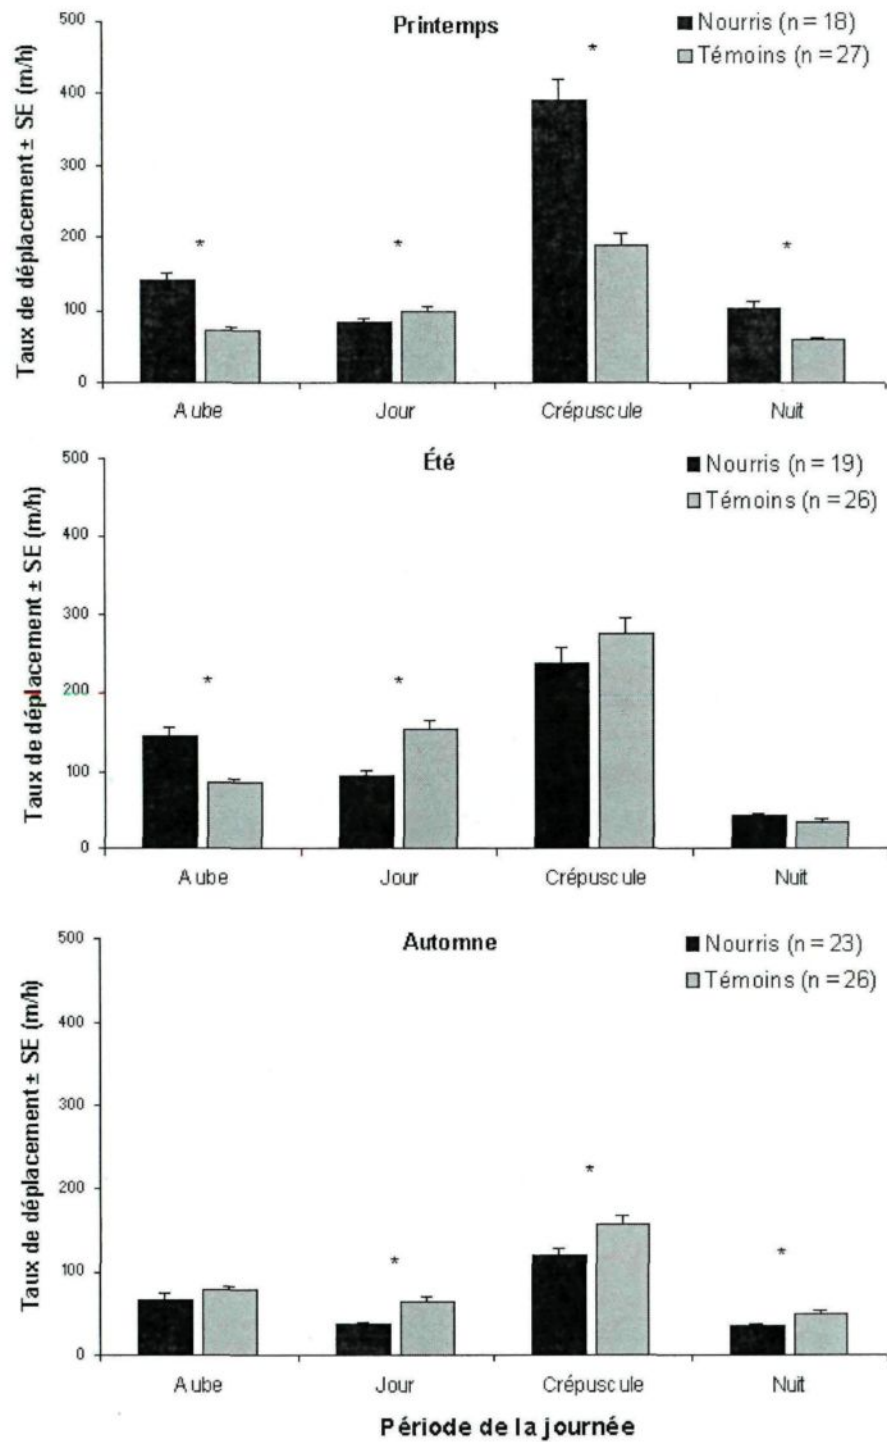 Printemps
Nourris (n = 18)
Témoins (n = 27)
Taux de déplacement ± SE (m/h)
500
400
300
200
100
0
*
*
*
*
Aube
Jour
Crépuscule
Nuit
Été
Nourris (n = 19)
Témoins (n = 26)
Taux de déplacement ± SE (m/h)
500
400
300
200
100
0
*
*
Aube
Jour
Crépuscule
Nuit
Automne
Nourris (n = 23)
Témoins (n = 26)
Taux de déplacement ± SE (m/h)
500
400
300
200
100
0
*
*
*
Aube
Jour
Crépuscule
Nuit
Période de la journée